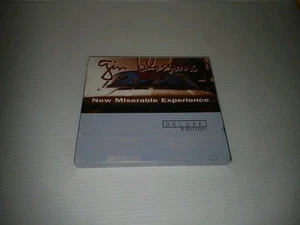 gin blossoms
New Miserable Experience
DELUXE
Edition